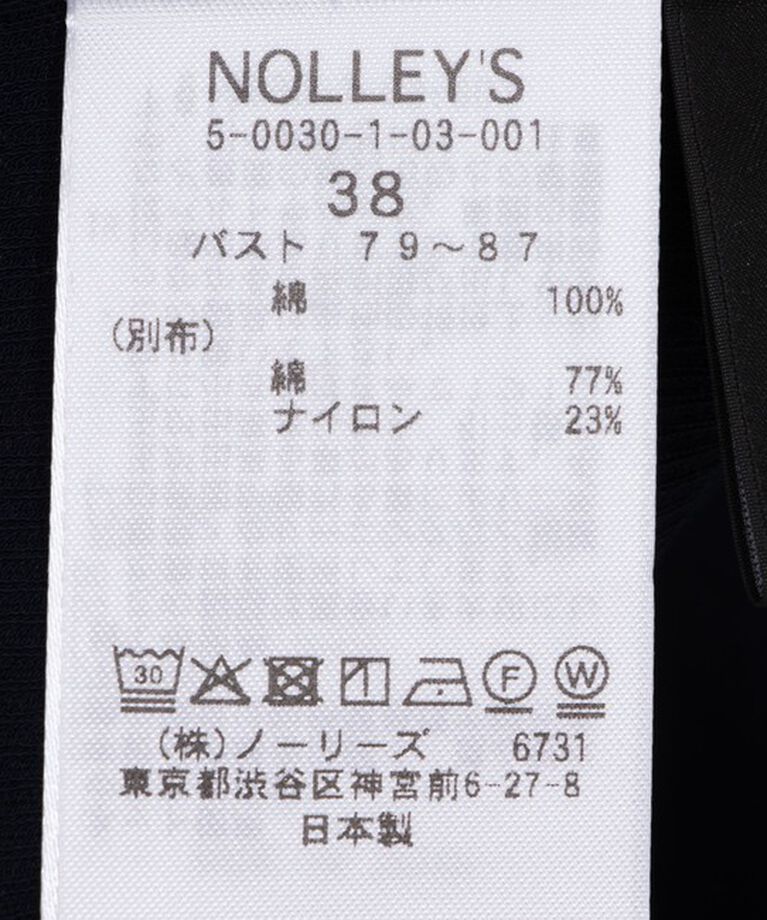 NOLLEY'S
5-0030-1-03-001
38
バスト 79～87
綿 100%
(別布)
綿 77%
ナイロン 23%
30 F W
(株)ノーリーズ 6731
東京都渋谷区神宮前6-27-8
日本製